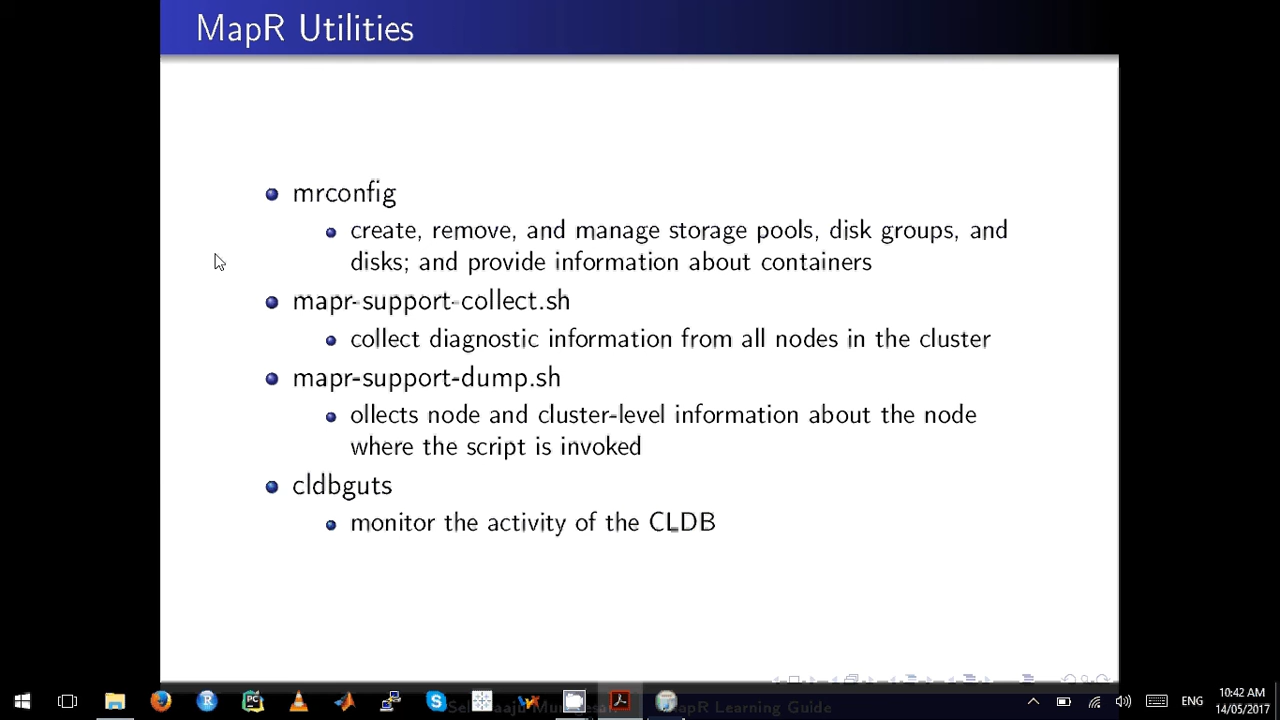 MapR Utilities
mrconfig
create, remove, and manage storage pools, disk groups, and
disks; and provide information about containers
mapr-support-collect.sh
collect diagnostic information from all nodes in the cluster
mapr-support-dump.sh
ollects node and cluster-level information about the node
where the script is invoked
cldbguts
monitor the activity of the CLDB
MapR Learning Guide
ENG
10:42 AM
14/05/2017